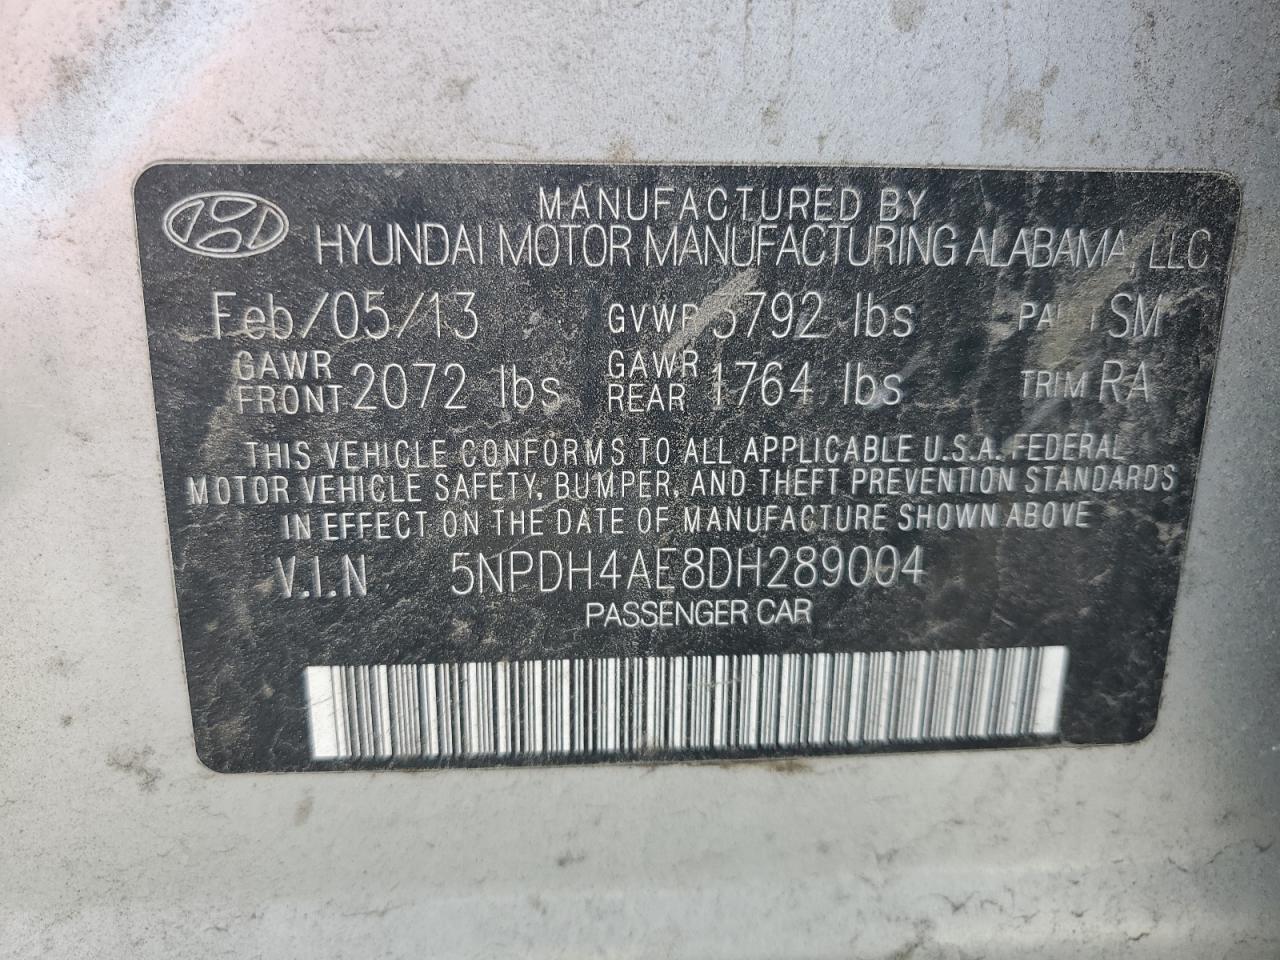 MANUFACTURED BY
HYUNDAI MOTOR MANUFACTURING ALABAMA, LLC
Feb/05/13 GVWR 3792 lbs SM
GAWR FRONT 2072 lbs GAWR REAR 1764 lbs TRIM RA
THIS VEHICLE CONFORMS TO ALL APPLICABLE U.S.A. FEDERAL
MOTOR VEHICLE SAFETY, BUMPER, AND THEFT PREVENTION STANDARDS
IN EFFECT ON THE DATE OF MANUFACTURE SHOWN ABOVE
V.I.N 5NPDH4AE8DH289004
PASSENGER CAR